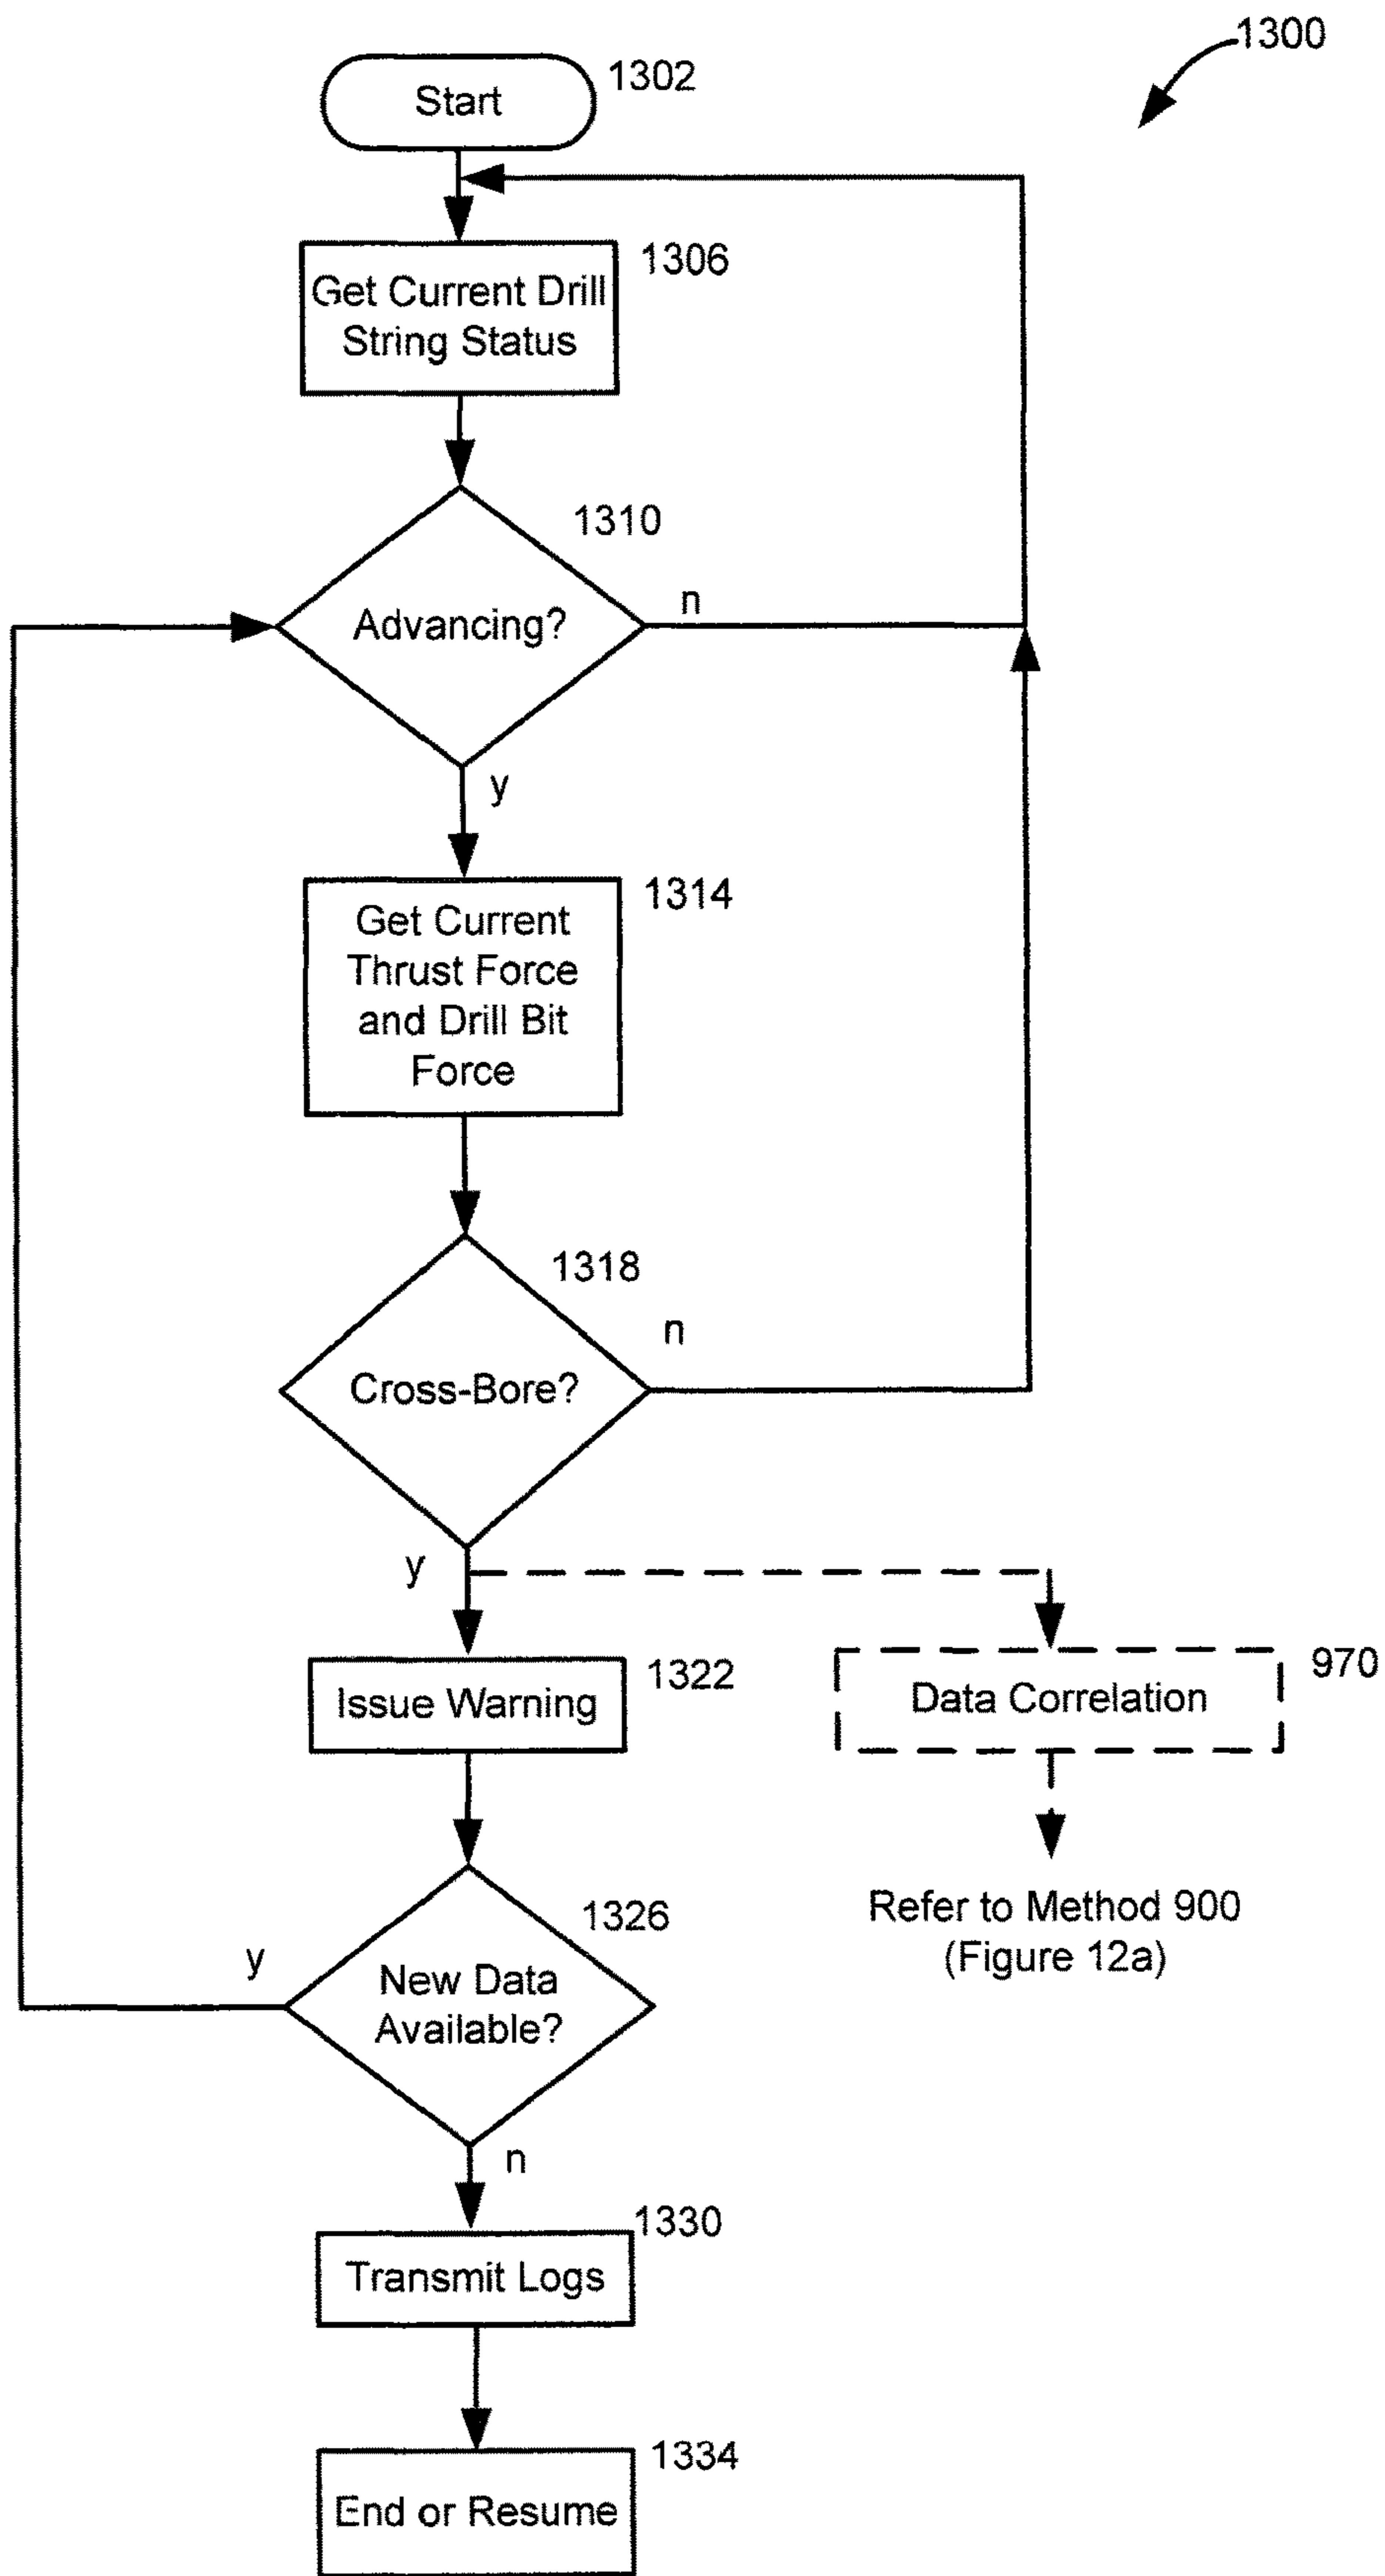 1300
Start
1302
Get Current Drill
String Status
1306
1310
Advancing?
n
y
Get Current
Thrust Force
and Drill Bit
Force
1314
1318
Cross-Bore?
n
y
Issue Warning
1322
Data Correlation
970
Refer to Method 900
(Figure 12a)
1326
New Data
Available?
y
n
1330
Transmit Logs
1334
End or Resume